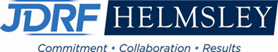 JDRF HELMSLEY
Commitment • Collaboration • Results